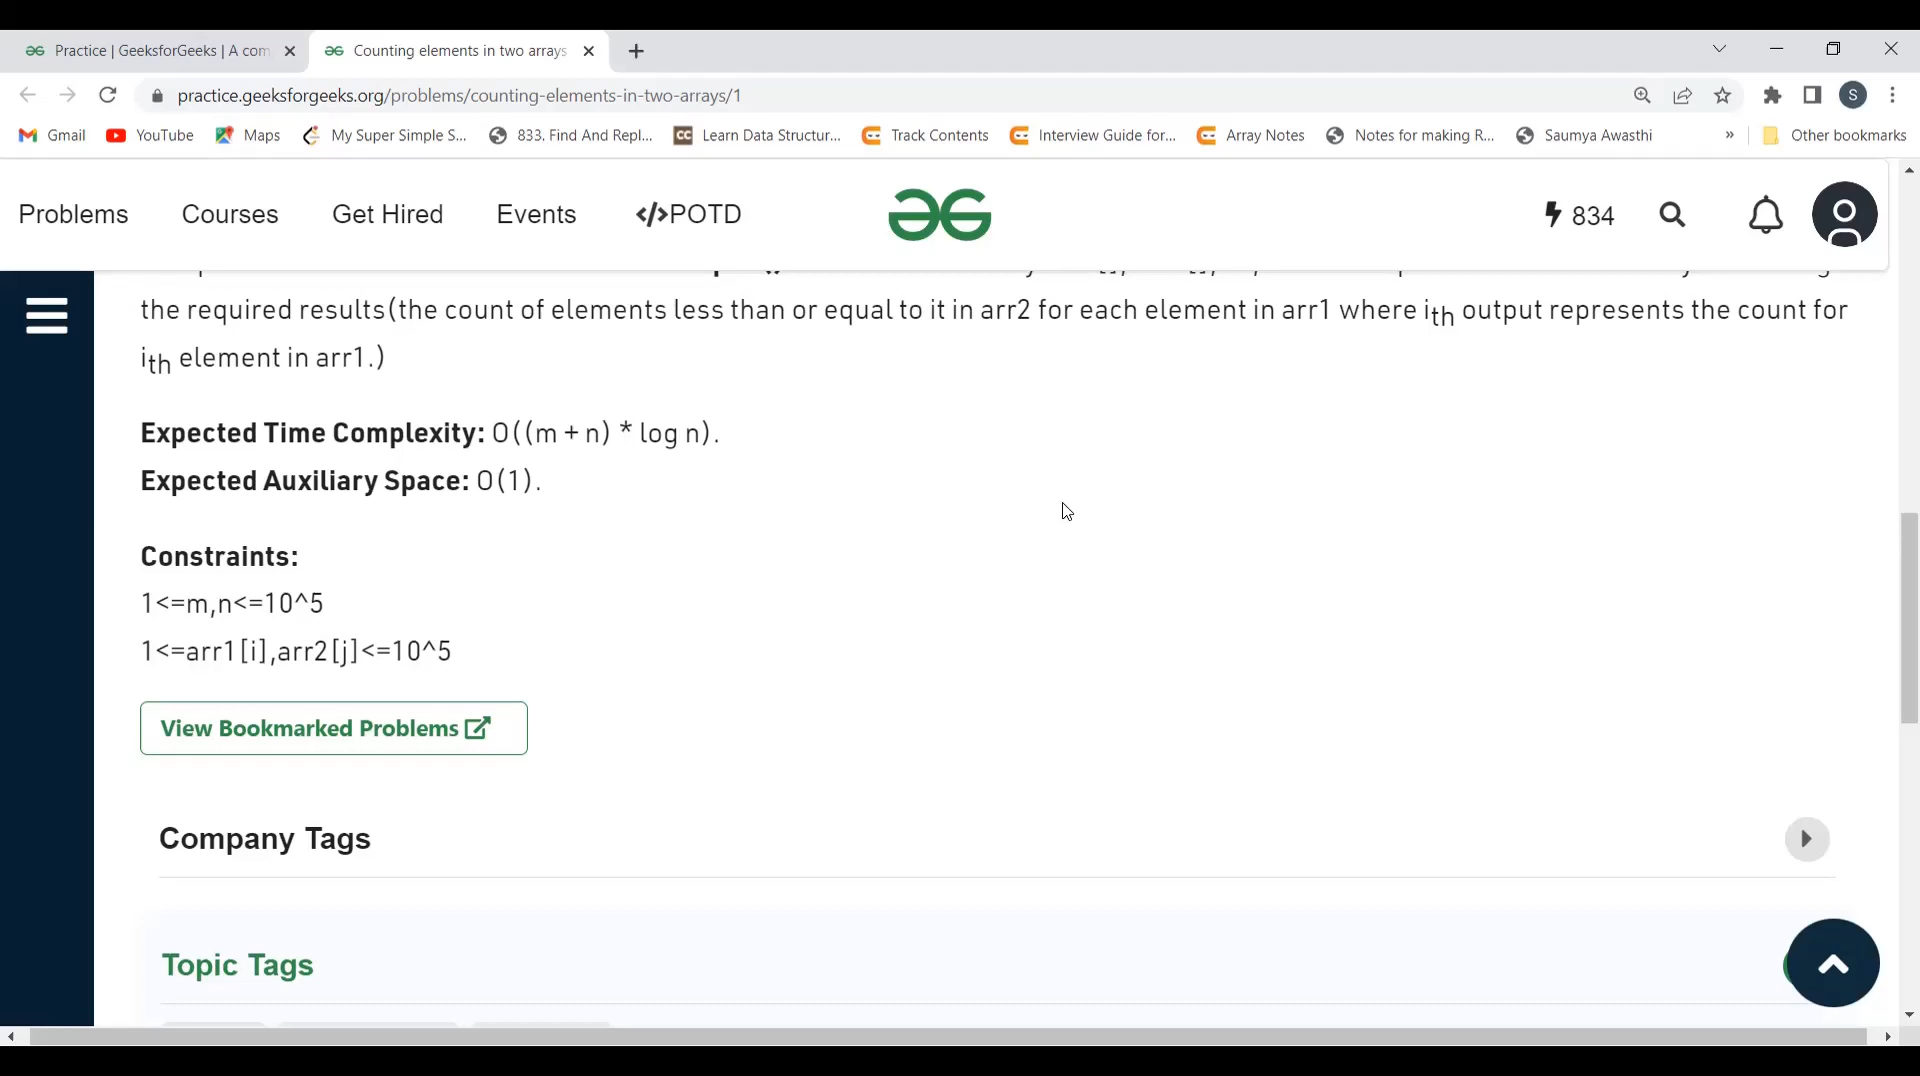 Practice | GeeksforGeeks | A com
Counting elements in two arrays
practice.geeksforgeeks.org/problems/counting-elements-in-two-arrays/1
S
Gmail YouTube Maps My Super Simple S... 833. Find And Repl... CC Learn Data Structur... Track Contents Interview Guide for... Array Notes Notes for making R... Saumya Awasthi » Other bookmarks
Problems Courses Get Hired Events </>POTD 834
the required results(the count of elements less than or equal to it in arr2 for each element in arr1 where ith output represents the count for
ith element in arr1.)
Expected Time Complexity: O((m + n) * log n).
Expected Auxiliary Space: O(1).
Constraints:
1<=m,n<=10^5
1<=arr1[i],arr2[j]<=10^5
View Bookmarked Problems
Company Tags
Topic Tags